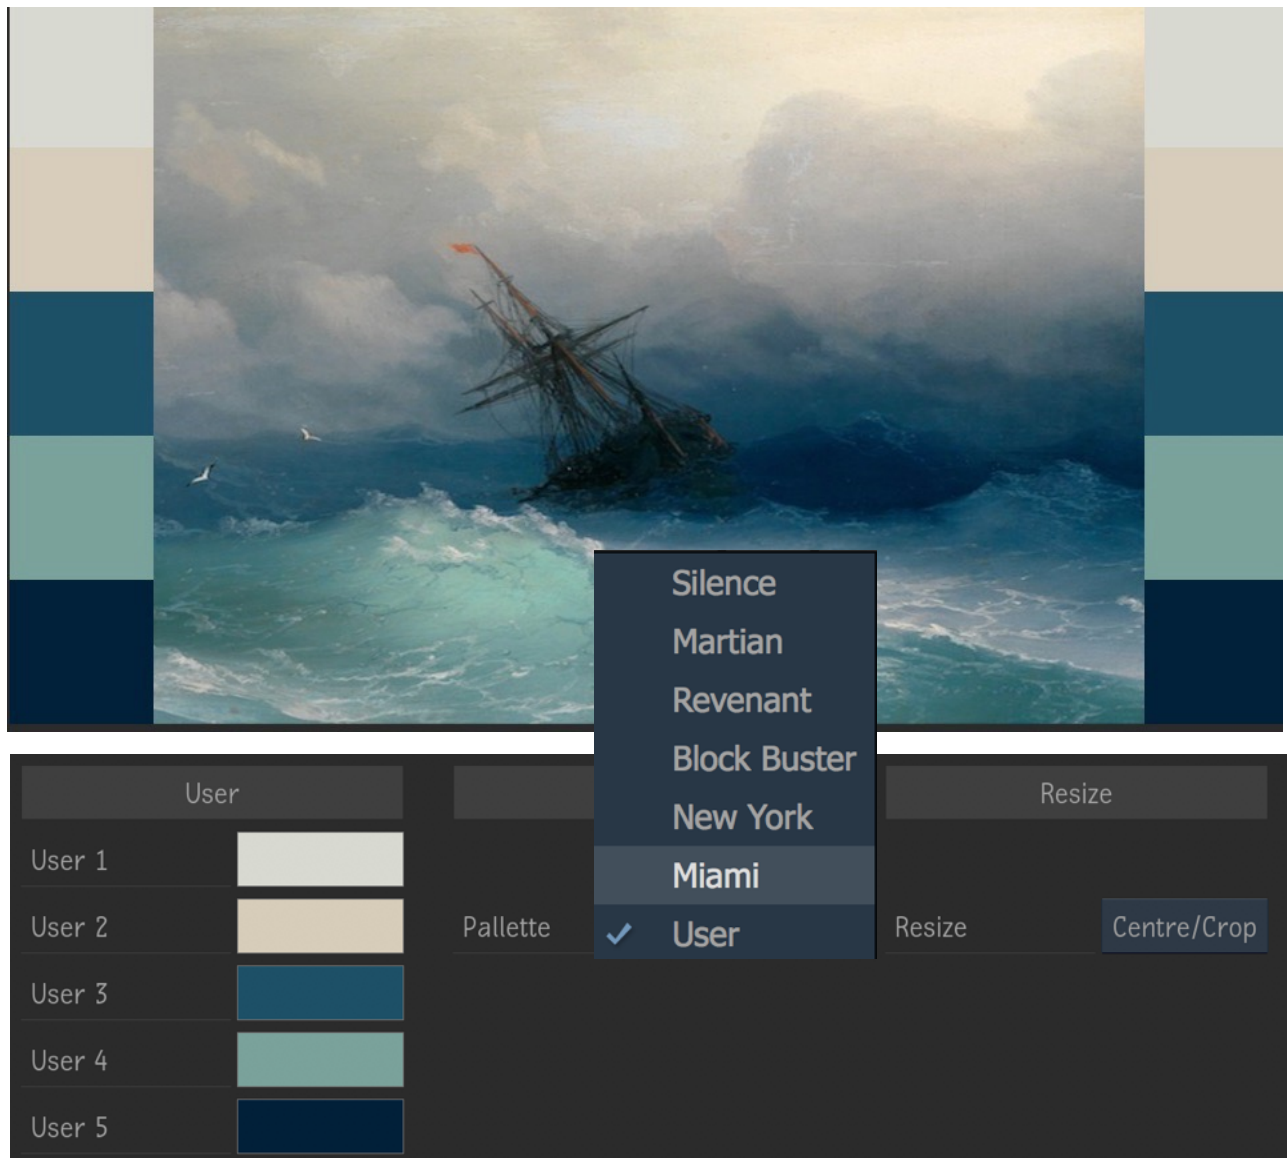 Silence
Martian
Revenant
Block Buster
New York
Miami
User
User
Resize
User 1
User 2
Pallette
Resize
Centre/Crop
User 3
User 4
User 5